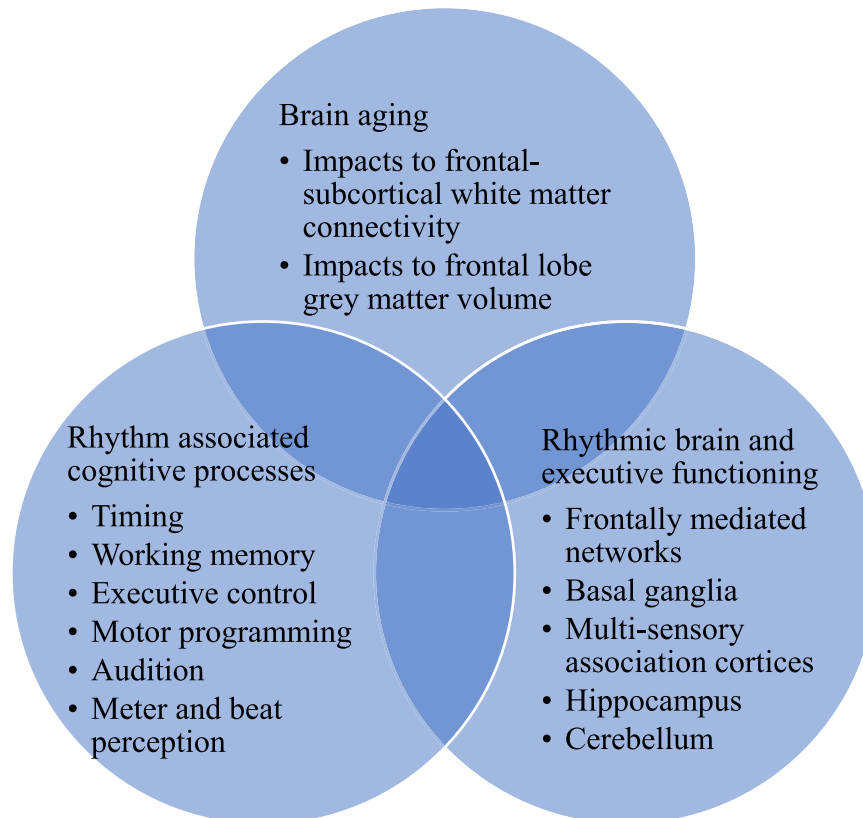 Brain aging
• Impacts to frontal-
subcortical white matter
connectivity
• Impacts to frontal lobe
grey matter volume
Rhythm associated
cognitive processes
• Timing
• Working memory
• Executive control
• Motor programming
• Audition
• Meter and beat
perception
Rhythmic brain and
executive functioning
• Frontally mediated
networks
• Basal ganglia
• Multi-sensory
association cortices
• Hippocampus
• Cerebellum